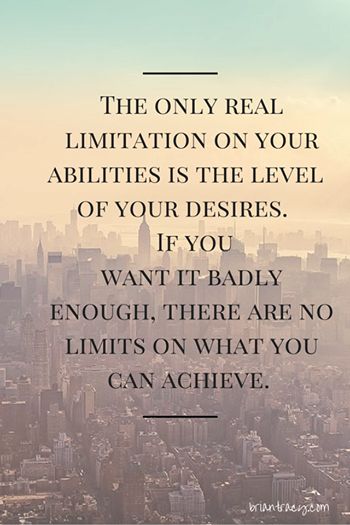 The only real
limitation on your
abilities is the level
of your desires.
If you
want it badly
enough, there are no
limits on what you
can achieve.
briantracy.com